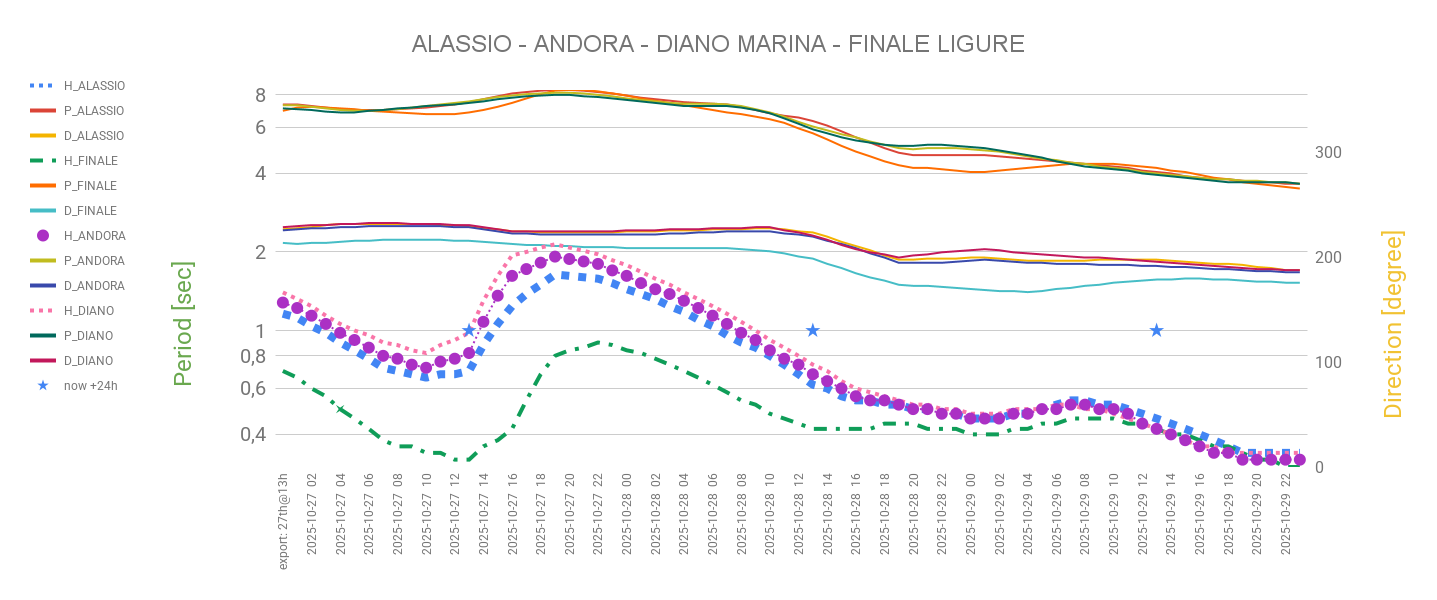 ALASSIO - ANDORA - DIANO MARINA - FINALE LIGURE
H_ALASSIO
P_ALASSIO
D_ALASSIO
H_FINALE
P_FINALE
D_FINALE
H_ANDORA
P_ANDORA
D_ANDORA
H_DIANO
P_DIANO
D_DIANO
now +24h
Period [sec]
8
6
4
2
1
0,8
0,6
0,4
300
200
100
0
Direction [degree]
export: 27th@13h
2025-10-27 02
2025-10-27 04
2025-10-27 06
2025-10-27 08
2025-10-27 10
2025-10-27 12
2025-10-27 14
2025-10-27 16
2025-10-27 18
2025-10-27 20
2025-10-27 22
2025-10-28 00
2025-10-28 02
2025-10-28 04
2025-10-28 06
2025-10-28 08
2025-10-28 10
2025-10-28 12
2025-10-28 14
2025-10-28 16
2025-10-28 18
2025-10-28 20
2025-10-28 22
2025-10-29 00
2025-10-29 02
2025-10-29 04
2025-10-29 06
2025-10-29 08
2025-10-29 10
2025-10-29 12
2025-10-29 14
2025-10-29 16
2025-10-29 18
2025-10-29 20
2025-10-29 22